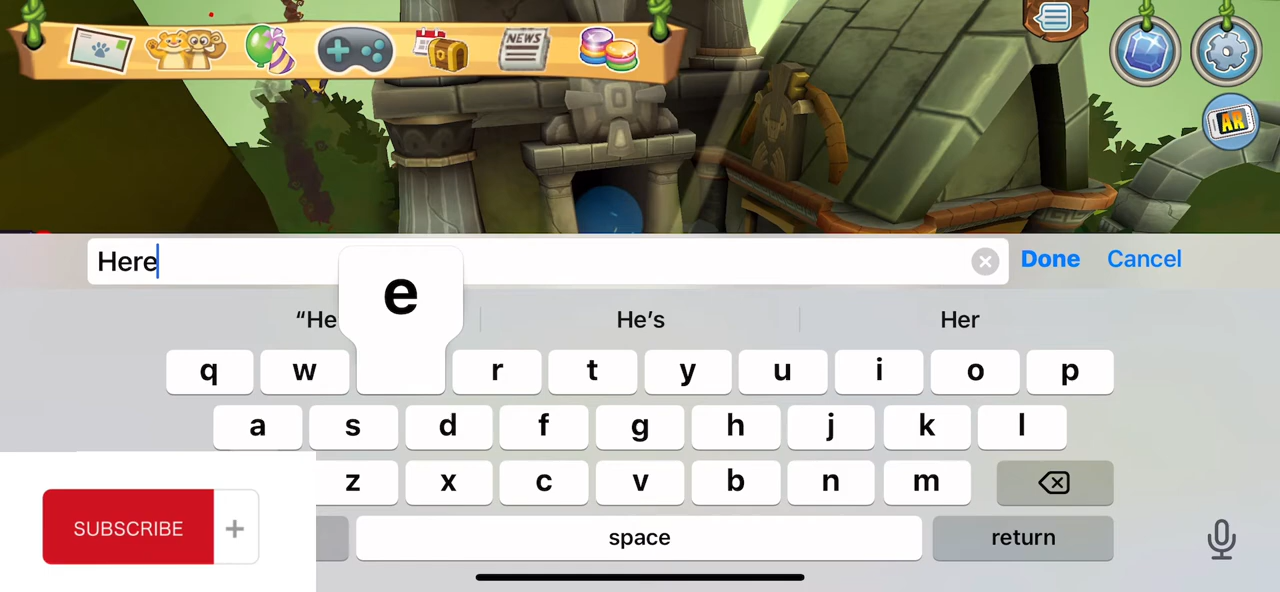 NEWS
AR
Here
Done
Cancel
“He
He’s
Her
e
q w r t y u i o p
a s d f g h j k l
z x c v b n m
SUBSCRIBE +
space
return